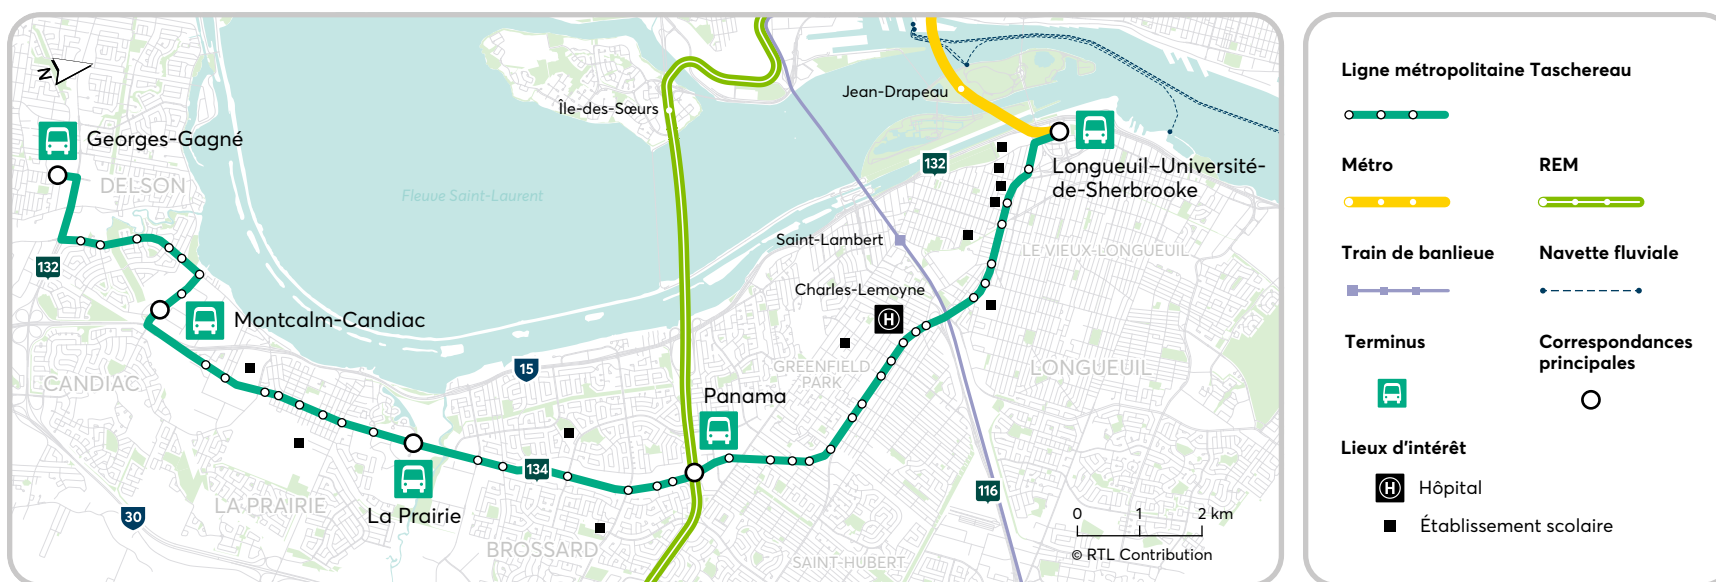 N
Georges-Gagné
DELSON
132
Montcalm-Candiac
CANDIAC
30
LA PRAIRIE
La Prairie
Fleuve Saint-Laurent
Île-des-Sœurs
15
134
BROSSARD
Panama
Jean-Drapeau
132
Longueuil–Université-
de-Sherbrooke
Saint-Lambert
LE VIEUX-LONGUEUIL
Charles-Lemoyne
H
GREENFIELD
PARK
LONGUEUIL
116
SAINT-HUBERT
0 1 2 km
© RTL Contribution
Ligne métropolitaine Taschereau
Métro
REM
Train de banlieue
Navette fluviale
Terminus
Correspondances
principales
Lieux d'intérêt
H Hôpital
Établissement scolaire